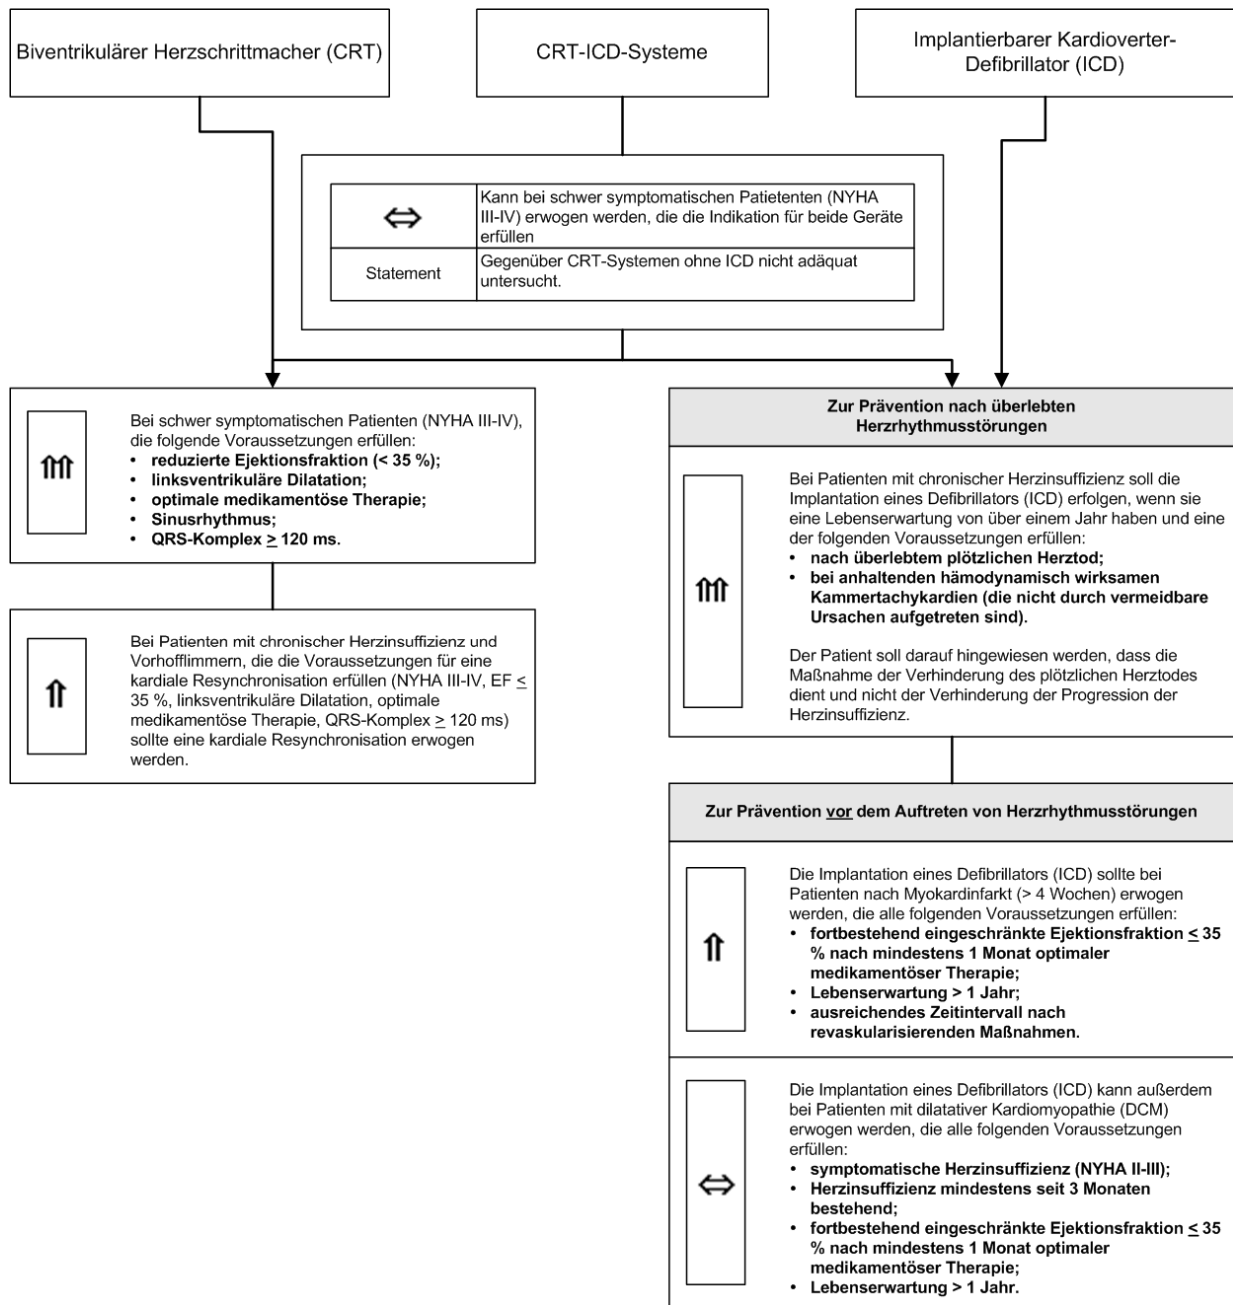 Biventrikulärer Herzschrittmacher (CRT)
CRT-ICD-Systeme
Implantierbarer Kardioverter-
Defibrillator (ICD)
⇔
Kann bei schwer symptomatischen Patietenten (NYHA
III-IV) erwogen werden, die die Indikation für beide Geräte
erfüllen
Statement
Gegenüber CRT-Systemen ohne ICD nicht adäquat
untersucht.
⇑⇑
Bei schwer symptomatischen Patienten (NYHA III-IV),
die folgende Voraussetzungen erfüllen:
• reduzierte Ejektionsfraktion (< 35 %);
• linksventrikuläre Dilatation;
• optimale medikamentöse Therapie;
• Sinusrhythmus;
• QRS-Komplex ≥ 120 ms.
⇑
Bei Patienten mit chronischer Herzinsuffizienz und
Vorhofflimmern, die die Voraussetzungen für eine
kardiale Resynchronisation erfüllen (NYHA III-IV, EF ≤
35 %, linksventrikuläre Dilatation, optimale
medikamentöse Therapie, QRS-Komplex ≥ 120 ms)
sollte eine kardiale Resynchronisation erwogen
werden.
Zur Prävention nach überlebten
Herzrhythmusstörungen
⇑⇑
Bei Patienten mit chronischer Herzinsuffizienz soll die
Implantation eines Defibrillators (ICD) erfolgen, wenn sie
eine Lebenserwartung von über einem Jahr haben und eine
der folgenden Voraussetzungen erfüllen:
• nach überlebtem plötzlichen Herztod;
• bei anhaltenden hämodynamisch wirksamen
Kammertachykardien (die nicht durch vermeidbare
Ursachen aufgetreten sind).
Der Patient soll darauf hingewiesen werden, dass die
Maßnahme der Verhinderung des plötzlichen Herztodes
dient und nicht der Verhinderung der Progression der
Herzinsuffizienz.
Zur Prävention vor dem Auftreten von Herzrhythmusstörungen
⇑
Die Implantation eines Defibrillators (ICD) sollte bei
Patienten nach Myokardinfarkt (> 4 Wochen) erwogen
werden, die alle folgenden Voraussetzungen erfüllen:
• fortbestehend eingeschränkte Ejektionsfraktion ≤ 35
% nach mindestens 1 Monat optimaler
medikamentöser Therapie;
• Lebenserwartung > 1 Jahr;
• ausreichendes Zeitintervall nach
revaskularisierenden Maßnahmen.
⇔
Die Implantation eines Defibrillators (ICD) kann außerdem
bei Patienten mit dilatativer Kardiomyopathie (DCM)
erwogen werden, die alle folgenden Voraussetzungen
erfüllen:
• symptomatische Herzinsuffizienz (NYHA II-III);
• Herzinsuffizienz mindestens seit 3 Monaten
bestehend;
• fortbestehend eingeschränkte Ejektionsfraktion ≤ 35
% nach mindestens 1 Monat optimaler
medikamentöser Therapie;
• Lebenserwartung > 1 Jahr.